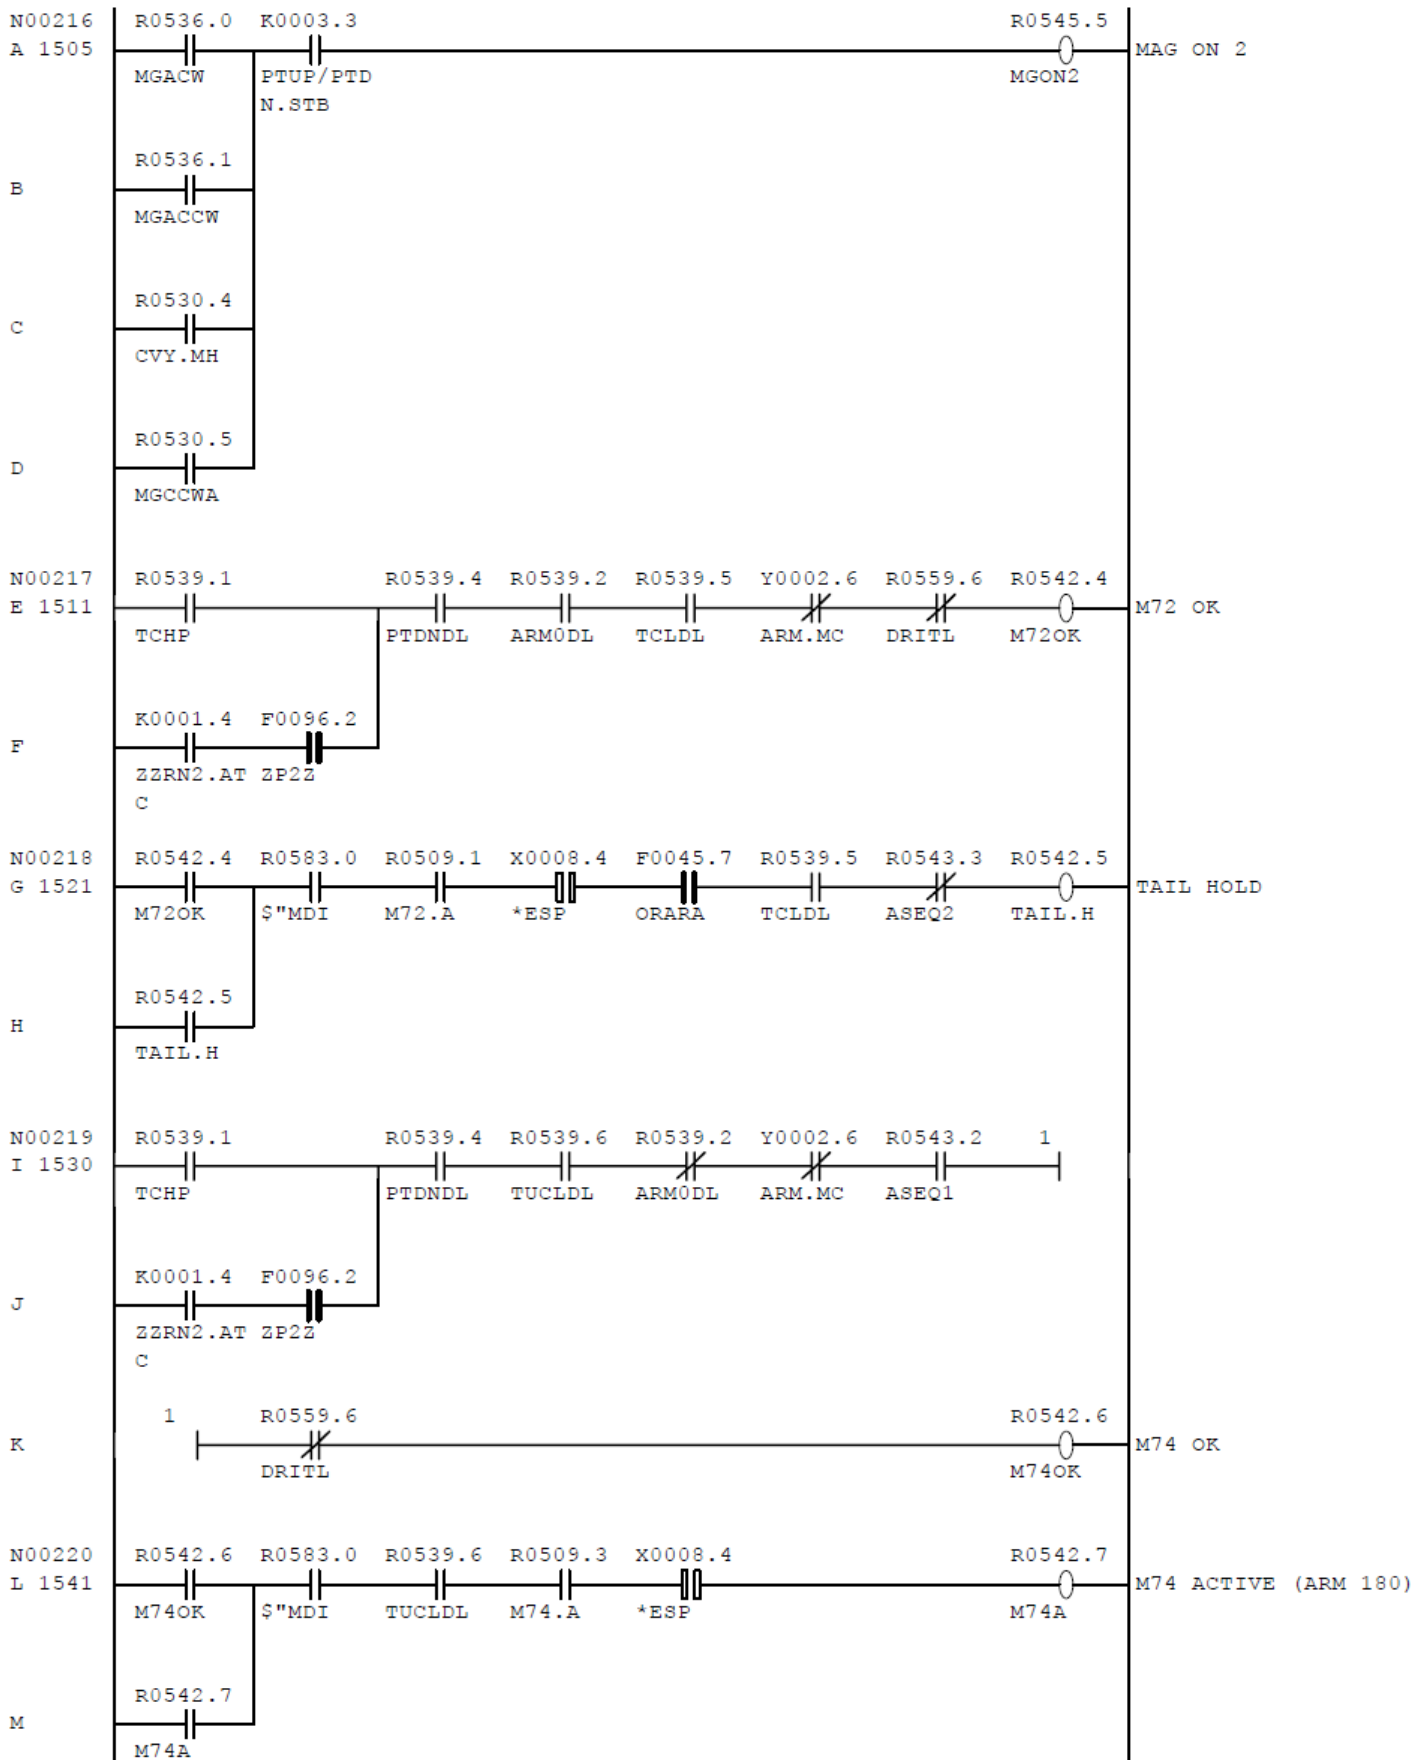 N00216 R0536.0 K0003.3 R0545.5
A 1505 MAG ON 2
MGACW PTUP/PTD MGON2
N.STB
R0536.1
B
MGACCW
R0530.4
C
CVY.MH
R0530.5
D
MGCCWA
N00217 R0539.1 R0539.4 R0539.2 R0539.5 Y0002.6 R0559.6 R0542.4
E 1511 M72 OK
TCHP PTDNDL ARM0DL TCLDL ARM.MC DRITL M72OK
K0001.4 F0096.2
F
ZZRN2.AT ZP2Z
C
N00218 R0542.4 R0583.0 R0509.1 X0008.4 F0045.7 R0539.5 R0543.3 R0542.5
G 1521 TAIL HOLD
M72OK $"MDI M72.A *ESP ORARA TCLDL ASEQ2 TAIL.H
R0542.5
H
TAIL.H
N00219 R0539.1 R0539.4 R0539.6 R0539.2 Y0002.6 R0543.2 1
I 1530
TCHP PTDNDL TUCLDL ARM0DL ARM.MC ASEQ1
K0001.4 F0096.2
J
ZZRN2.AT ZP2Z
C
1 R0559.6 R0542.6
K M74 OK
DRITL M74OK
N00220 R0542.6 R0583.0 R0539.6 R0509.3 X0008.4 R0542.7
L 1541 M74 ACTIVE (ARM 180)
M74OK $"MDI TUCLDL M74.A *ESP M74A
R0542.7
M
M74A